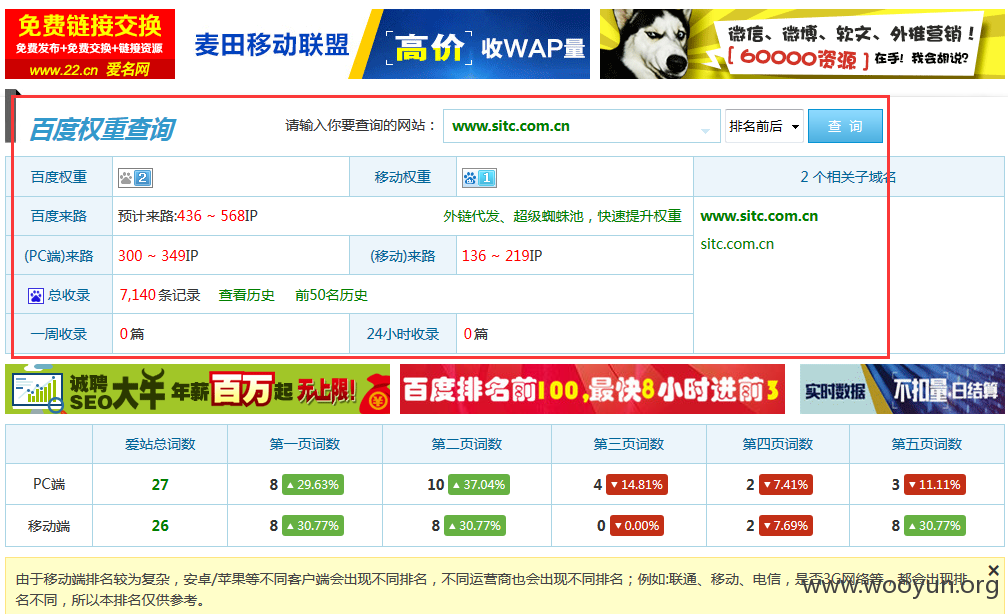 免费链接交换
免费发布+免费交换+链接资源
www.22.cn 爱名网
麦田移动联盟 高价 收WAP量
微信、微博、软文、外推营销！
[60000资源]在手！我会胡说？
百度权重查询 请输入你要查询的网站： www.sitc.com.cn 排名前后 查 询
百度权重 2 移动权重 1 2 个相关子域名
百度来路 预计来路:436 ~ 568IP 外链代发、超级蜘蛛池，快速提升权重 www.sitc.com.cn
sitc.com.cn
(PC端)来路 300 ~ 349IP (移动)来路 136 ~ 219IP
总收录 7,140 条记录 查看历史 前50名历史
一周收录 0 篇 24小时收录 0 篇
诚聘SEO大羊 年薪百万起 无上限!
百度排名前100,最快8小时进前3
实时数据 不扣量,日结算
爱站总词数 第一页词数 第二页词数 第三页词数 第四页词数 第五页词数
PC端 27 8 ▲29.63% 10 ▲37.04% 4 ▼14.81% 2 ▼7.41% 3 ▼11.11%
移动端 26 8 ▲30.77% 8 ▲30.77% 0 ▼0.00% 2 ▼7.69% 8 ▲30.77%
由于移动端排名较为复杂，安卓/苹果等不同客户端会出现不同排名，不同运营商也会出现不同排名；例如:联通、移动、电信，是否3G网络等，都会出现排
名不同，所以本排名仅供参考。
www.wooyun.org